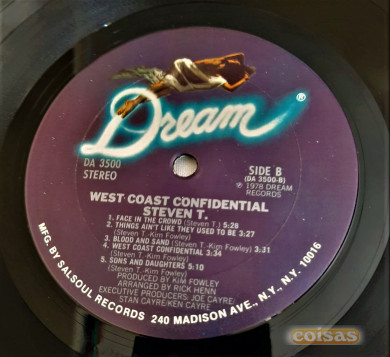 Dream ®
DA 3500
STEREO
SIDE B
(DA 3500-B)
℗ 1978 DREAM
RECORDS
WEST COAST CONFIDENTIAL
STEVEN T.
1. FACE IN THE CROWD (Steven T.) 5:28
2. THINGS AIN'T LIKE THEY USED TO BE 3:27
(Steven T.-Kim Fowley)
3. BLOOD AND SAND (Steven T.-Kim Fowley) 3:31
4. WEST COAST CONFIDENTIAL 3:34
(Steven T.-Kim Fowley)
5. SONS AND DAUGHTERS 5:10
(Steven T.-Kim Fowley)
PRODUCED BY KIM FOWLEY
ARRANGED BY RICK HENN
EXECUTIVE PRODUCERS: JOE CAYRE
STAN CAYRE/KEN CAYRE
MFG. BY SALSOUL RECORDS 240 MADISON AVE., N.Y., N.Y. 10016
coisas